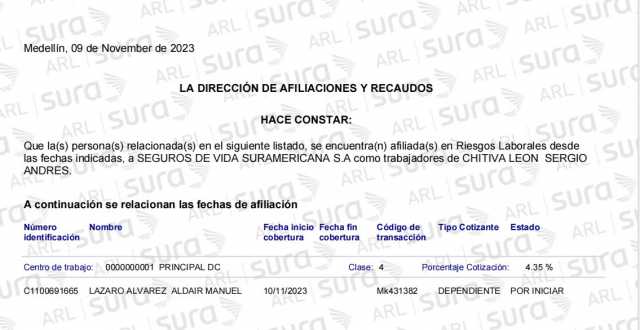 Medellín, 09 de November de 2023
LA DIRECCIÓN DE AFILIACIONES Y RECAUDOS
HACE CONSTAR:
Que la(s) persona(s) relacionada(s) en el siguiente listado, se encuentra(n) afiliada(s) en Riesgos Laborales desde
las fechas indicadas, a SEGUROS DE VIDA SURAMERICANA S.A como trabajadores de CHITIVA LEON SERGIO
ANDRES.
A continuación se relacionan las fechas de afiliación
Número identificación Nombre Fecha inicio cobertura Fecha fin cobertura Código de transacción Tipo Cotizante Estado
Centro de trabajo: 0000000001 PRINCIPAL DC Clase: 4 Porcentaje Cotización: 4.35 %
C1100691665 LAZARO ALVAREZ ALDAIR MANUEL 10/11/2023 Mk431382 DEPENDIENTE POR INICIAR
ARL sura